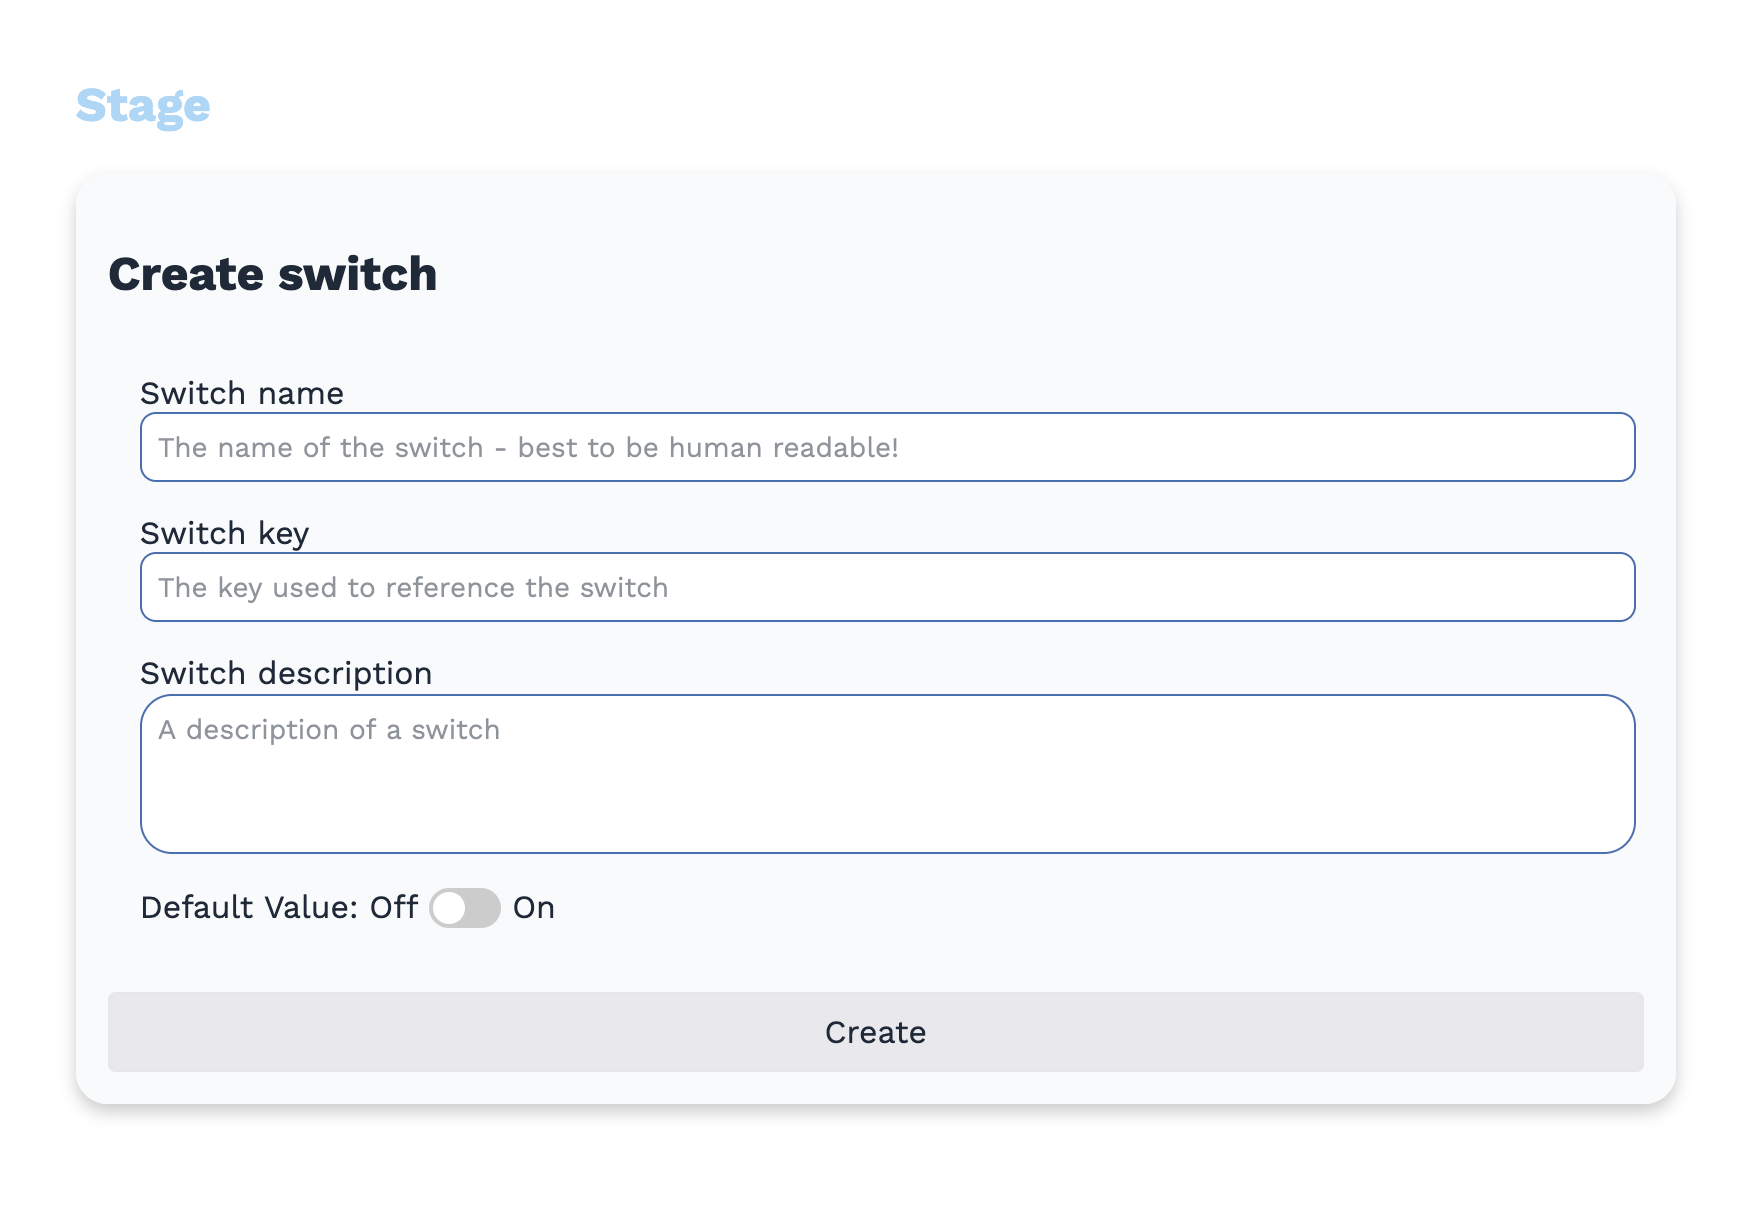 Stage
Create switch
Switch name
The name of the switch - best to be human readable!
Switch key
The key used to reference the switch
Switch description
A description of a switch
Default Value: Off On
Create